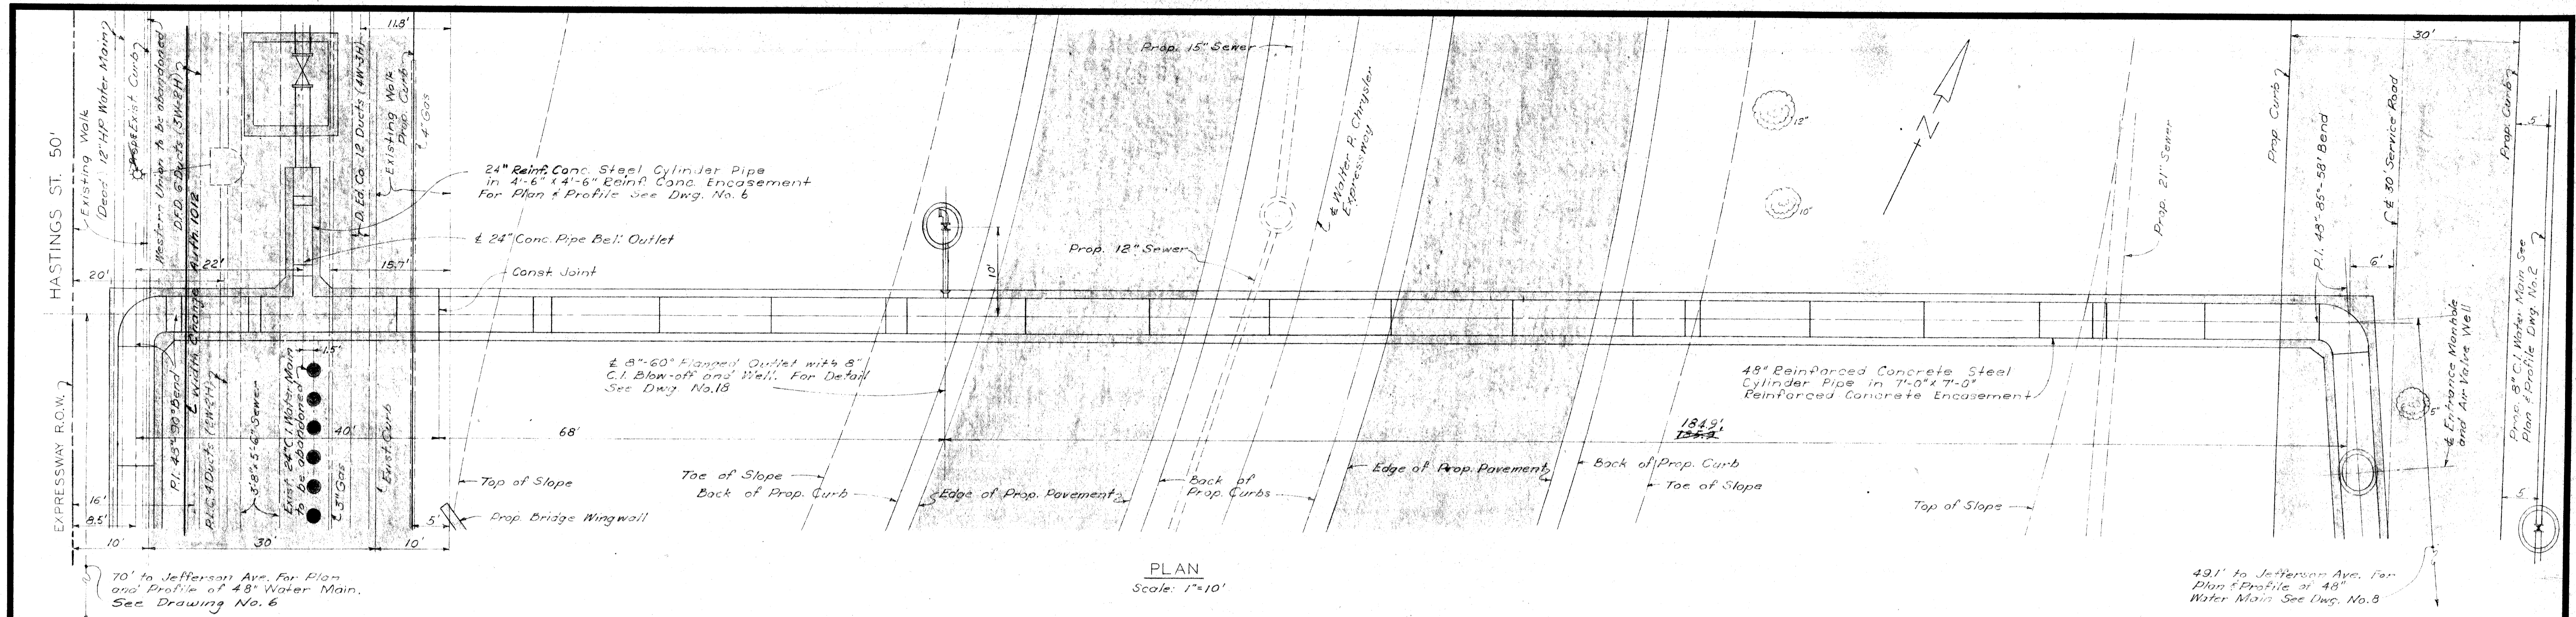 HASTINGS ST. 50'
EXPRESSWAY R.O.W.
Existing Walk
Deed 12" HP Water Main
Exist Curb
Western Union to be abandoned
D.F.D. 6 Ducts (3W-2H)
℄ Width Change Auth. 1012
D. Ed. Co. 12 Ducts (4W-3H)
Existing Walk
Prop. Curb
4" Gas
11.8'
24" Reinf. Conc. Steel Cylinder Pipe
in 4'-6" x 4'-6" Reinf. Conc. Encasement
For Plan & Profile See Dwg. No. 6
℄ 24" Conc. Pipe Bell Outlet
Const. Joint
20'
22'
15.7'
P.I. 48"-90° Bend
P.L.C. 4 Ducts (2W-2H)
3'-8" x 5'-6" Sewer
Exist. 24" C.I. Water Main
to be abandoned
1.5'
40'
3" Gas
Exist. Curb
16'
8.5'
10'
30'
10'
5'
70' to Jefferson Ave. For Plan
and Profile of 48" Water Main.
See Drawing No. 6
Top of Slope
Prop. Bridge Wingwall
68'
℄ 8"-60° Flanged Outlet with 8"
C.I. Blow-off and Well. For Detail
See Dwg. No. 18
10'
Toe of Slope
Back of Prop. Curb
Edge of Prop. Pavement
Prop. 15" Sewer
Prop. 12" Sewer
℄ Walter P. Chrysler
Expressway
Back of
Prop. Curbs
Edge of Prop. Pavement
Back of Prop. Curb
Toe of Slope
Top of Slope
184.9'
12"
10"
N
Prop. 21" Sewer
48" Reinforced Concrete Steel
Cylinder Pipe in 7'-0" x 7'-0"
Reinforced Concrete Encasement
Prop. Curb
P.I. 48"-85°-58' Bend
℄ 30' Service Road
30'
Prop. Curb
5'
6'
℄ Entrance Manhole
and Air Valve Well
5"
Prop. 8" C.I. Water Main See
Plan & Profile Dwg. No. 2
5
49.1' to Jefferson Ave. For
Plan & Profile of 48"
Water Main See Dwg. No. 8
PLAN
Scale: 1"=10'